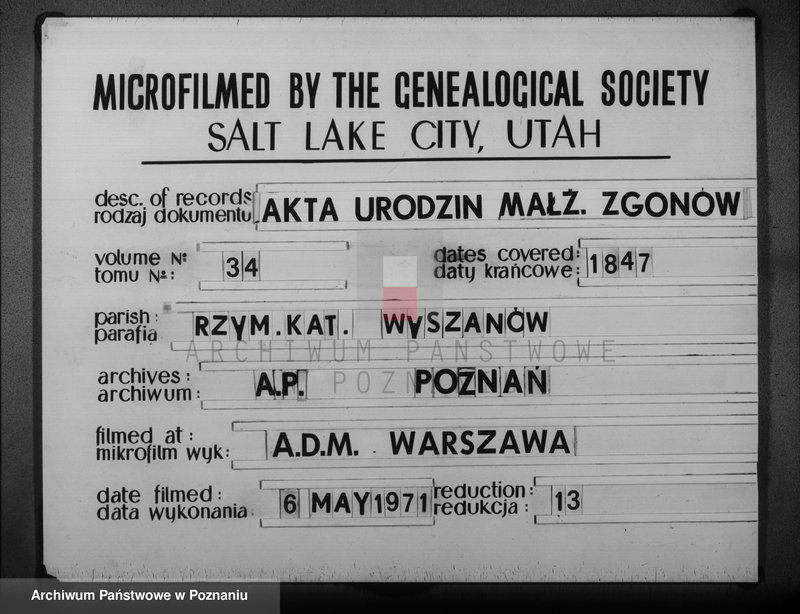 MICROFILMED BY THE GENEALOGICAL SOCIETY
SALT LAKE CITY, UTAH
desc. of records
rodzaj dokumentu AKTA URODZIN MAŁŻ. ZGONÓW
volume №
tomu №: 34
dates covered:
daty krańcowe: 1847
parish:
parafia RZYM. KAT. WYSZANÓW
ARCHIWUM PAŃSTWOWE
archives:
archiwum: A.P. POZNAŃ
filmed at:
mikrofilm wyk: A.D.M. WARSZAWA
date filmed:
data wykonania 6 MAY 1971
reduction:
redukcja: 13
Archiwum Państwowe w Poznaniu